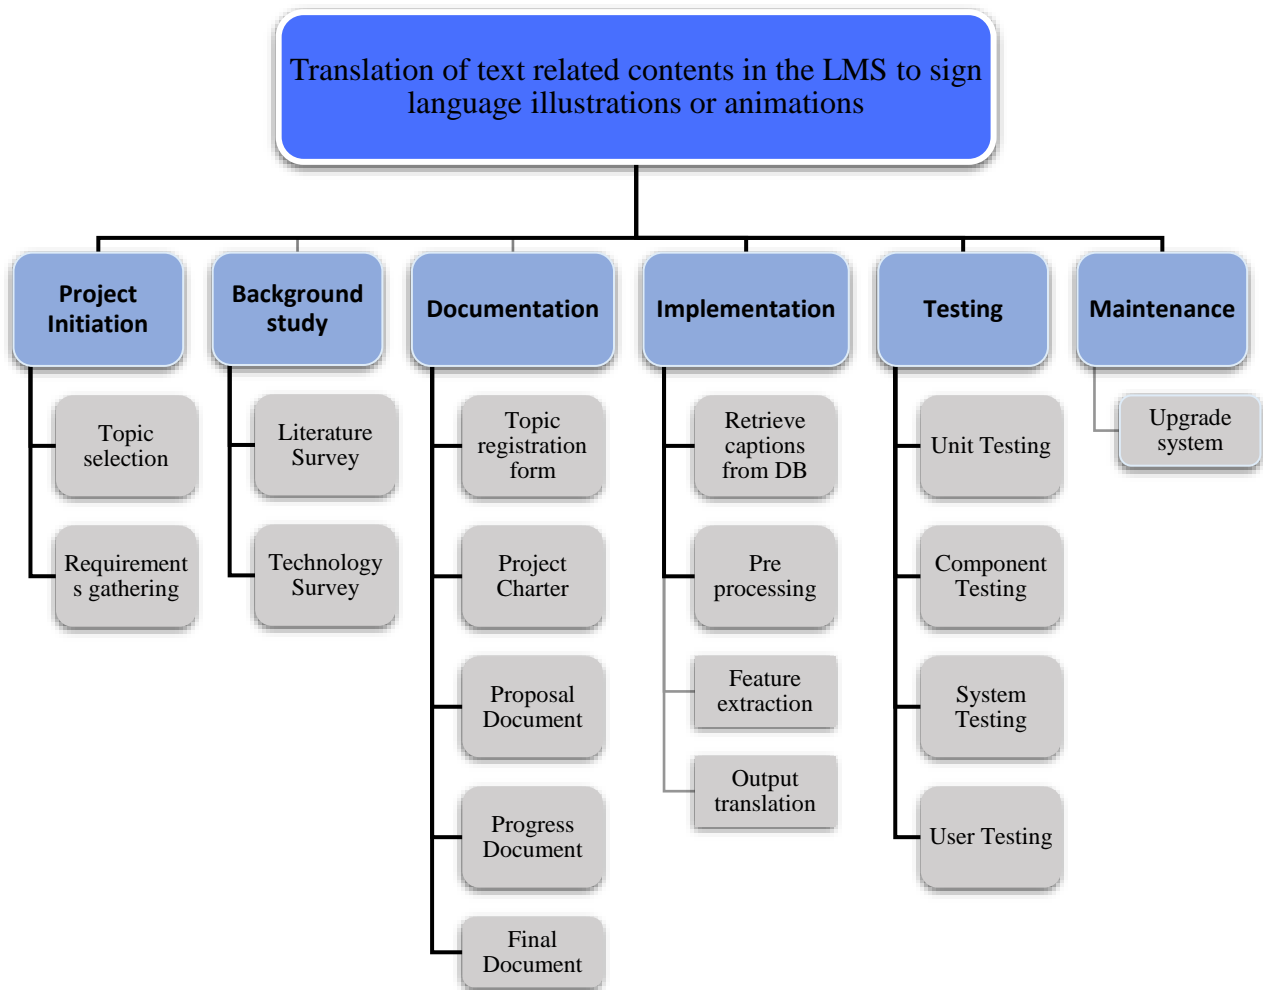 Translation of text related contents in the LMS to sign
language illustrations or animations
Project
Initiation
Background
study
Documentation
Implementation
Testing
Maintenance
Topic
selection
Requirement
s gathering
Literature
Survey
Technology
Survey
Topic
registration
form
Project
Charter
Proposal
Document
Progress
Document
Final
Document
Retrieve
captions
from DB
Pre
processing
Feature
extraction
Output
translation
Unit Testing
Component
Testing
System
Testing
User Testing
Upgrade
system